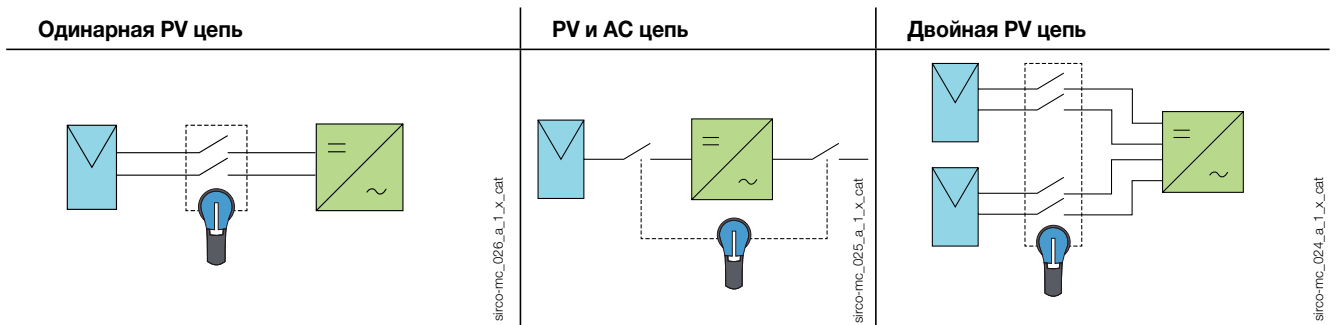 Одинарная PV цепь
PV и AC цепь
Двойная PV цепь
sirco-mc_026_a_1_x_cat
sirco-mc_025_a_1_x_cat
sirco-mc_024_a_1_x_cat